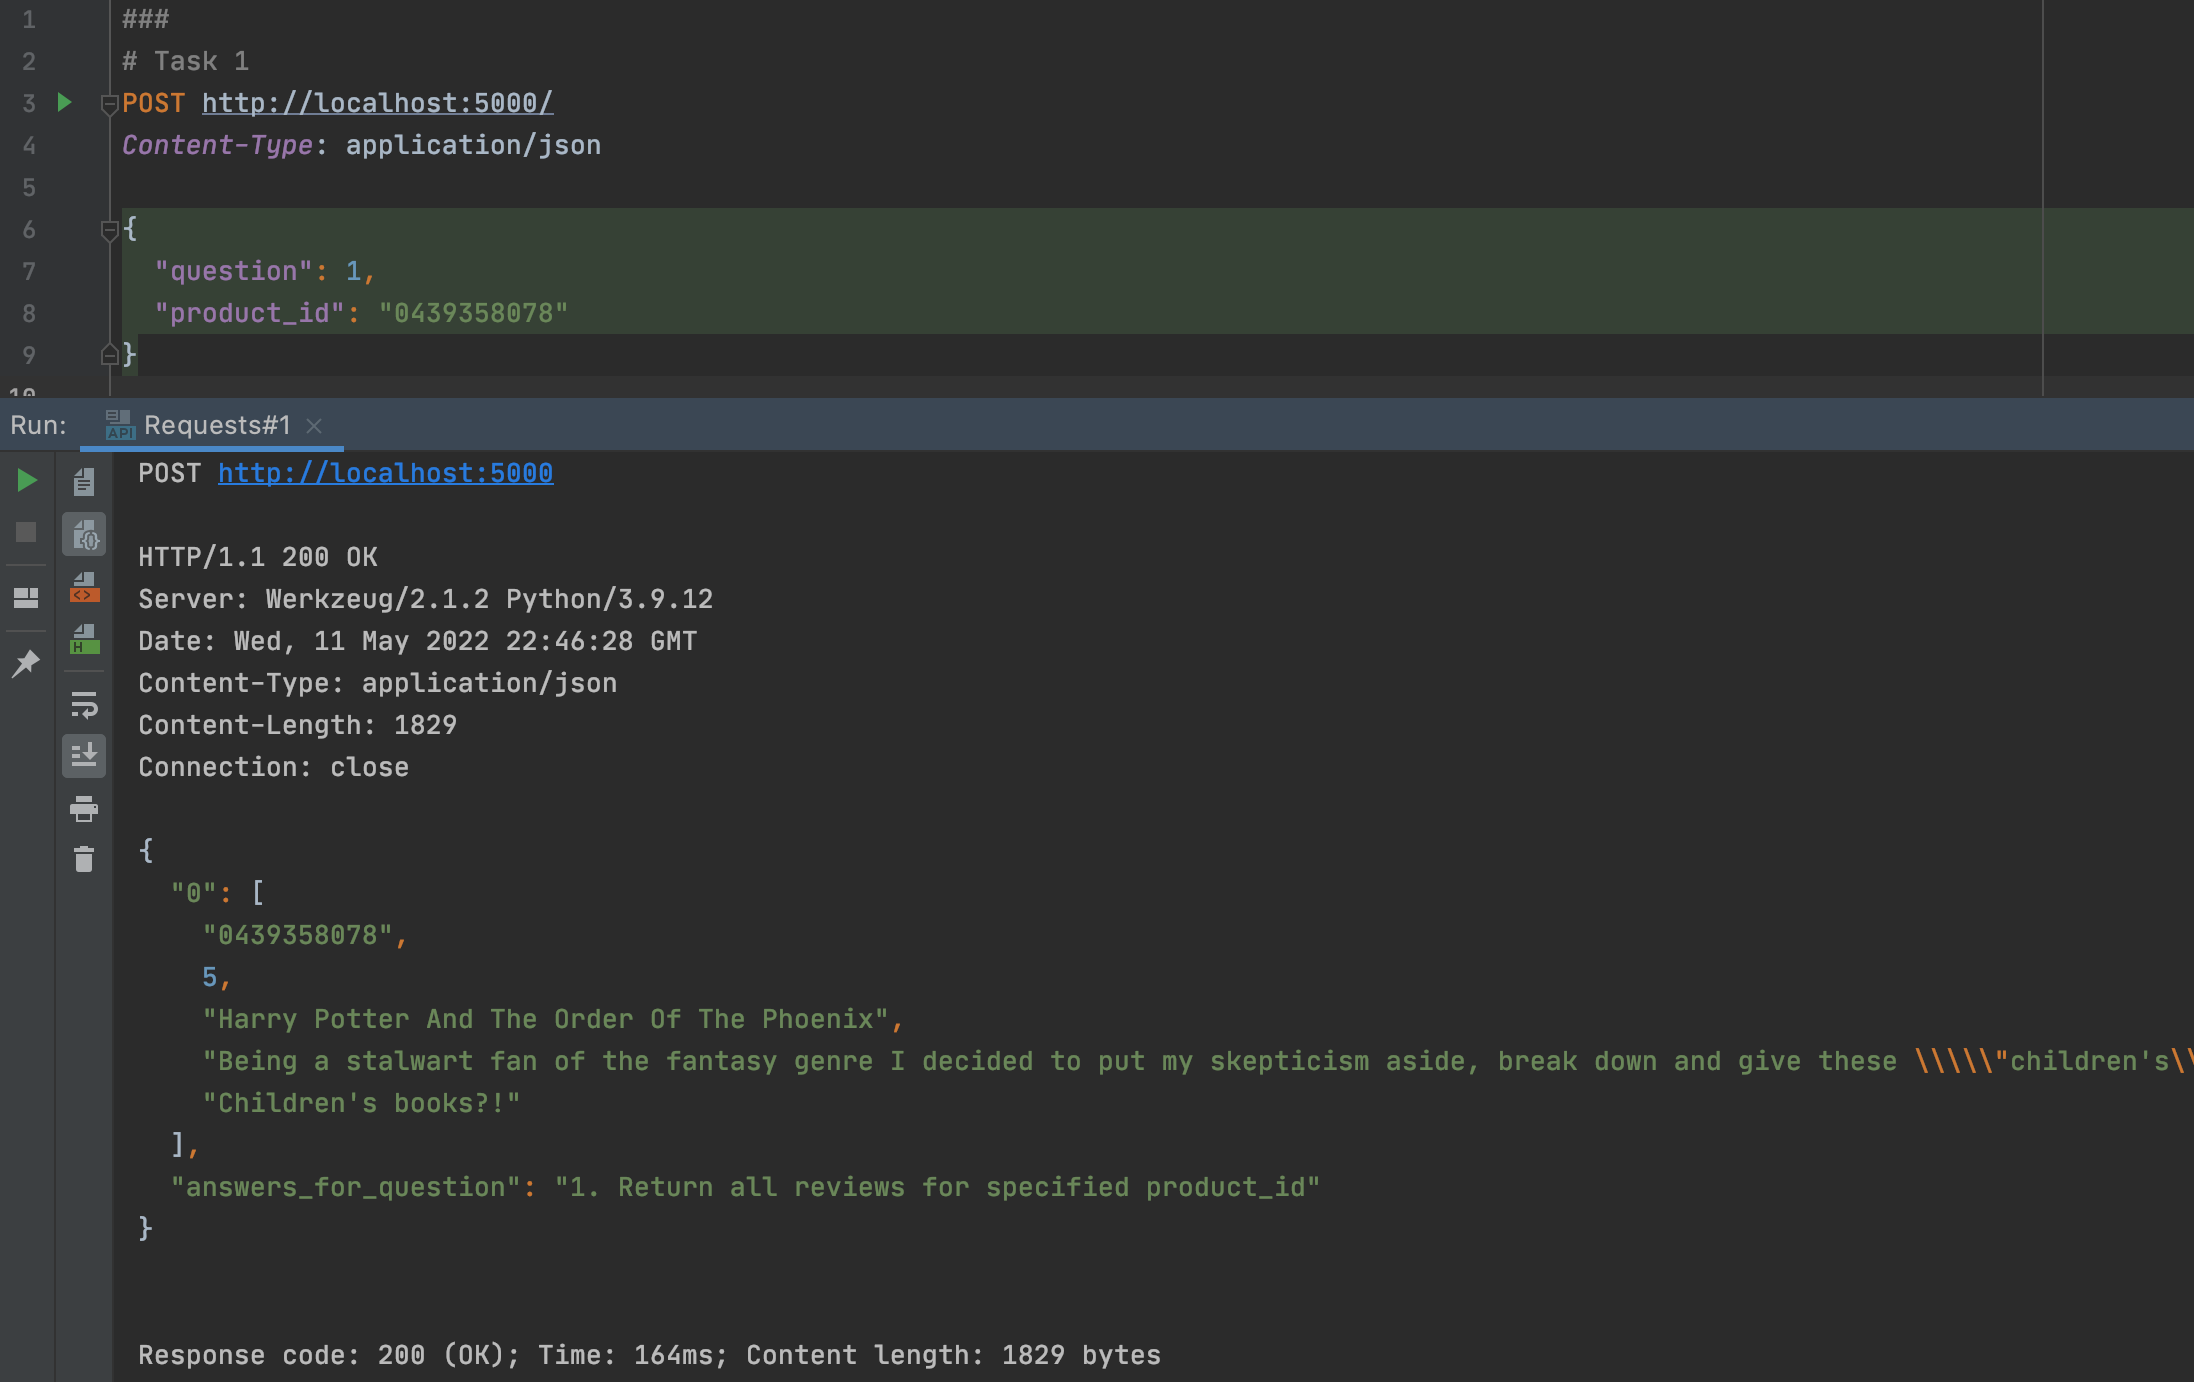 1 ###
2 # Task 1
3 POST http://localhost:5000/
4 Content-Type: application/json
5
6 {
7 "question": 1,
8 "product_id": "0439358078"
9 }
10
Run: API Requests#1
POST http://localhost:5000
HTTP/1.1 200 OK
Server: Werkzeug/2.1.2 Python/3.9.12
Date: Wed, 11 May 2022 22:46:28 GMT
Content-Type: application/json
Content-Length: 1829
Connection: close
{
"0": [
"0439358078",
5,
"Harry Potter And The Order Of The Phoenix",
"Being a stalwart fan of the fantasy genre I decided to put my skepticism aside, break down and give these \\\\\"children's\\
"Children's books?!"
],
"answers_for_question": "1. Return all reviews for specified product_id"
}
Response code: 200 (OK); Time: 164ms; Content length: 1829 bytes